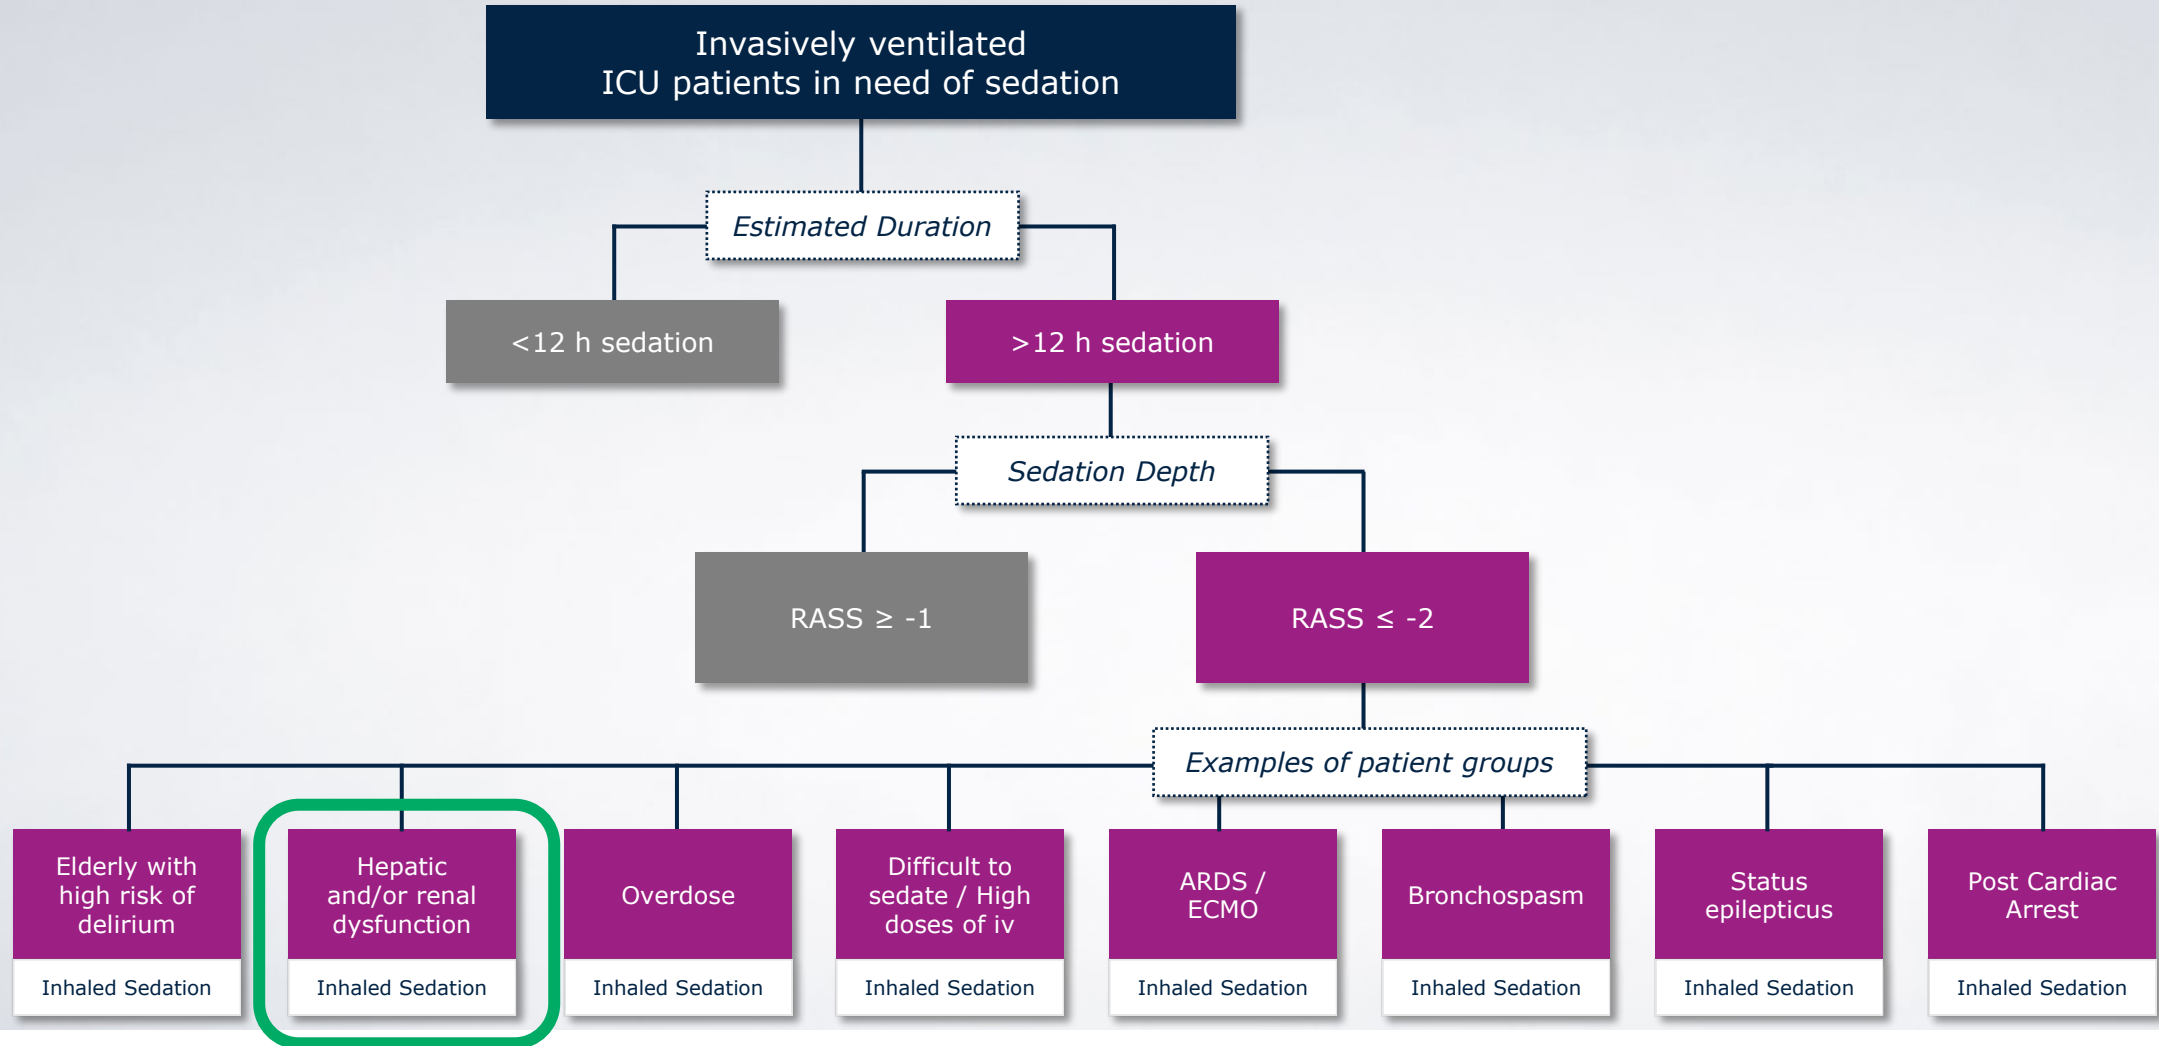 Invasively ventilated
ICU patients in need of sedation
Estimated Duration
<12 h sedation
>12 h sedation
Sedation Depth
RASS ≥ -1
RASS ≤ -2
Examples of patient groups
Elderly with
high risk of
delirium
Inhaled Sedation
Hepatic
and/or renal
dysfunction
Inhaled Sedation
Overdose
Inhaled Sedation
Difficult to
sedate / High
doses of iv
Inhaled Sedation
ARDS /
ECMO
Inhaled Sedation
Bronchospasm
Inhaled Sedation
Status
epilepticus
Inhaled Sedation
Post Cardiac
Arrest
Inhaled Sedation